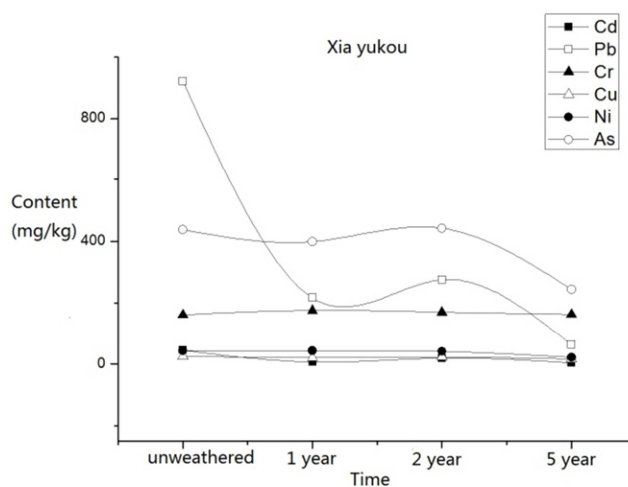 Xia yukou
Cd
Pb
Cr
Cu
Ni
As
800
400
0
Content
(mg/kg)
unweathered 1 year 2 year 5 year
Time